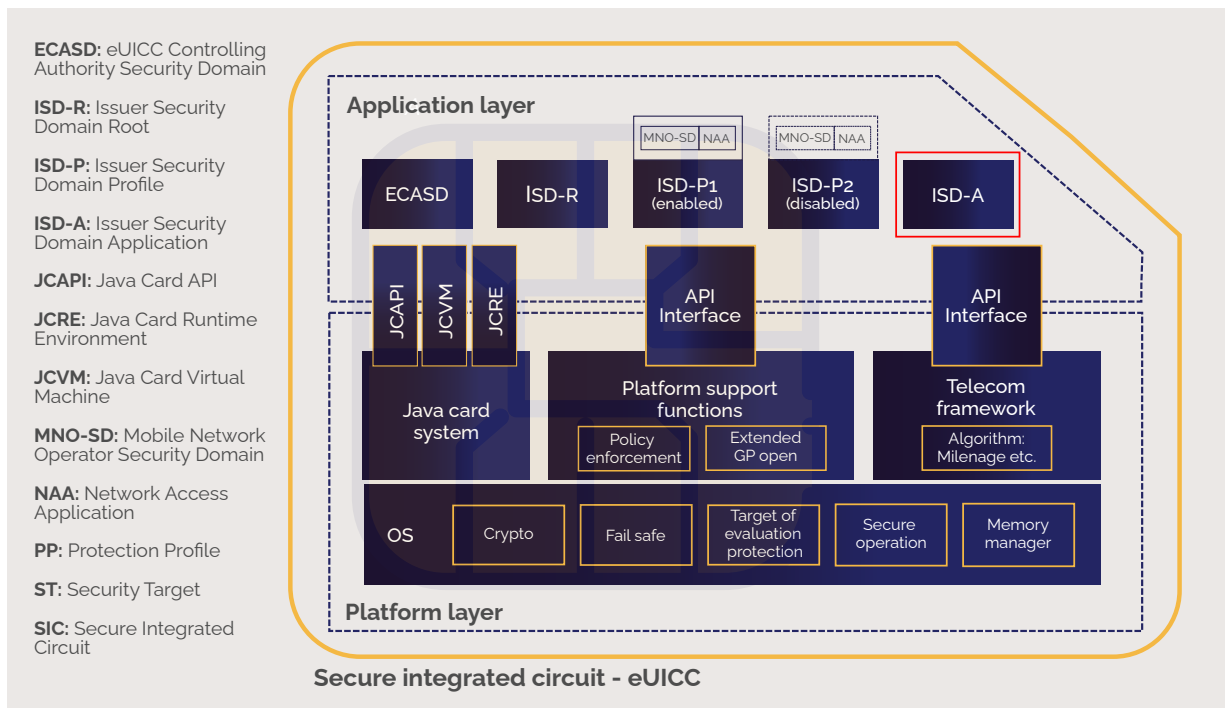 ECASD: eUICC Controlling
Authority Security Domain
ISD-R: Issuer Security
Domain Root
ISD-P: Issuer Security
Domain Profile
ISD-A: Issuer Security
Domain Application
JCAPI: Java Card API
JCRE: Java Card Runtime
Environment
JCVM: Java Card Virtual
Machine
MNO-SD: Mobile Network
Operator Security Domain
NAA: Network Access
Application
PP: Protection Profile
ST: Security Target
SIC: Secure Integrated
Circuit
Application layer
MNO-SD NAA
MNO-SD NAA
ECASD
ISD-R
ISD-P1
(enabled)
ISD-P2
(disabled)
ISD-A
JCAPI
JCVM
JCRE
API
Interface
API
Interface
Java card
system
Platform support
functions
Policy
enforcement
Extended
GP open
Telecom
framework
Algorithm:
Milenage etc.
OS
Crypto
Fail safe
Target of
evaluation
protection
Secure
operation
Memory
manager
Platform layer
Secure integrated circuit - eUICC